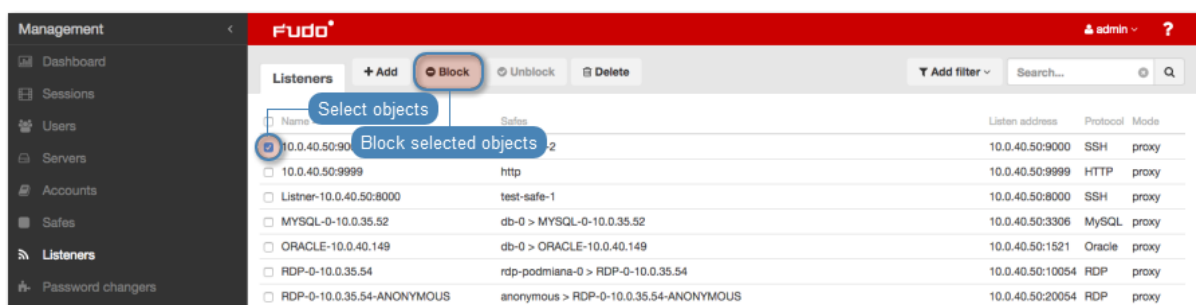 Management
Fudo
admin
?
Dashboard
Sessions
Users
Servers
Accounts
Safes
Listeners
Password changers
Listeners
+ Add
Block
Unblock
Delete
Add filter
Search...
Select objects
Block selected objects
Name Safes Listen address Protocol Mode
10.0.40.50:90 -2 10.0.40.50:9000 SSH proxy
10.0.40.50:9999 http 10.0.40.50:9999 HTTP proxy
Listner-10.0.40.50:8000 test-safe-1 10.0.40.50:8000 SSH proxy
MYSQL-0-10.0.35.52 db-0 > MYSQL-0-10.0.35.52 10.0.40.50:3306 MySQL proxy
ORACLE-10.0.40.149 db-0 > ORACLE-10.0.40.149 10.0.40.50:1521 Oracle proxy
RDP-0-10.0.35.54 rdp-podmiana-0 > RDP-0-10.0.35.54 10.0.40.50:10054 RDP proxy
RDP-0-10.0.35.54-ANONYMOUS anonymous > RDP-0-10.0.35.54-ANONYMOUS 10.0.40.50:20054 RDP proxy